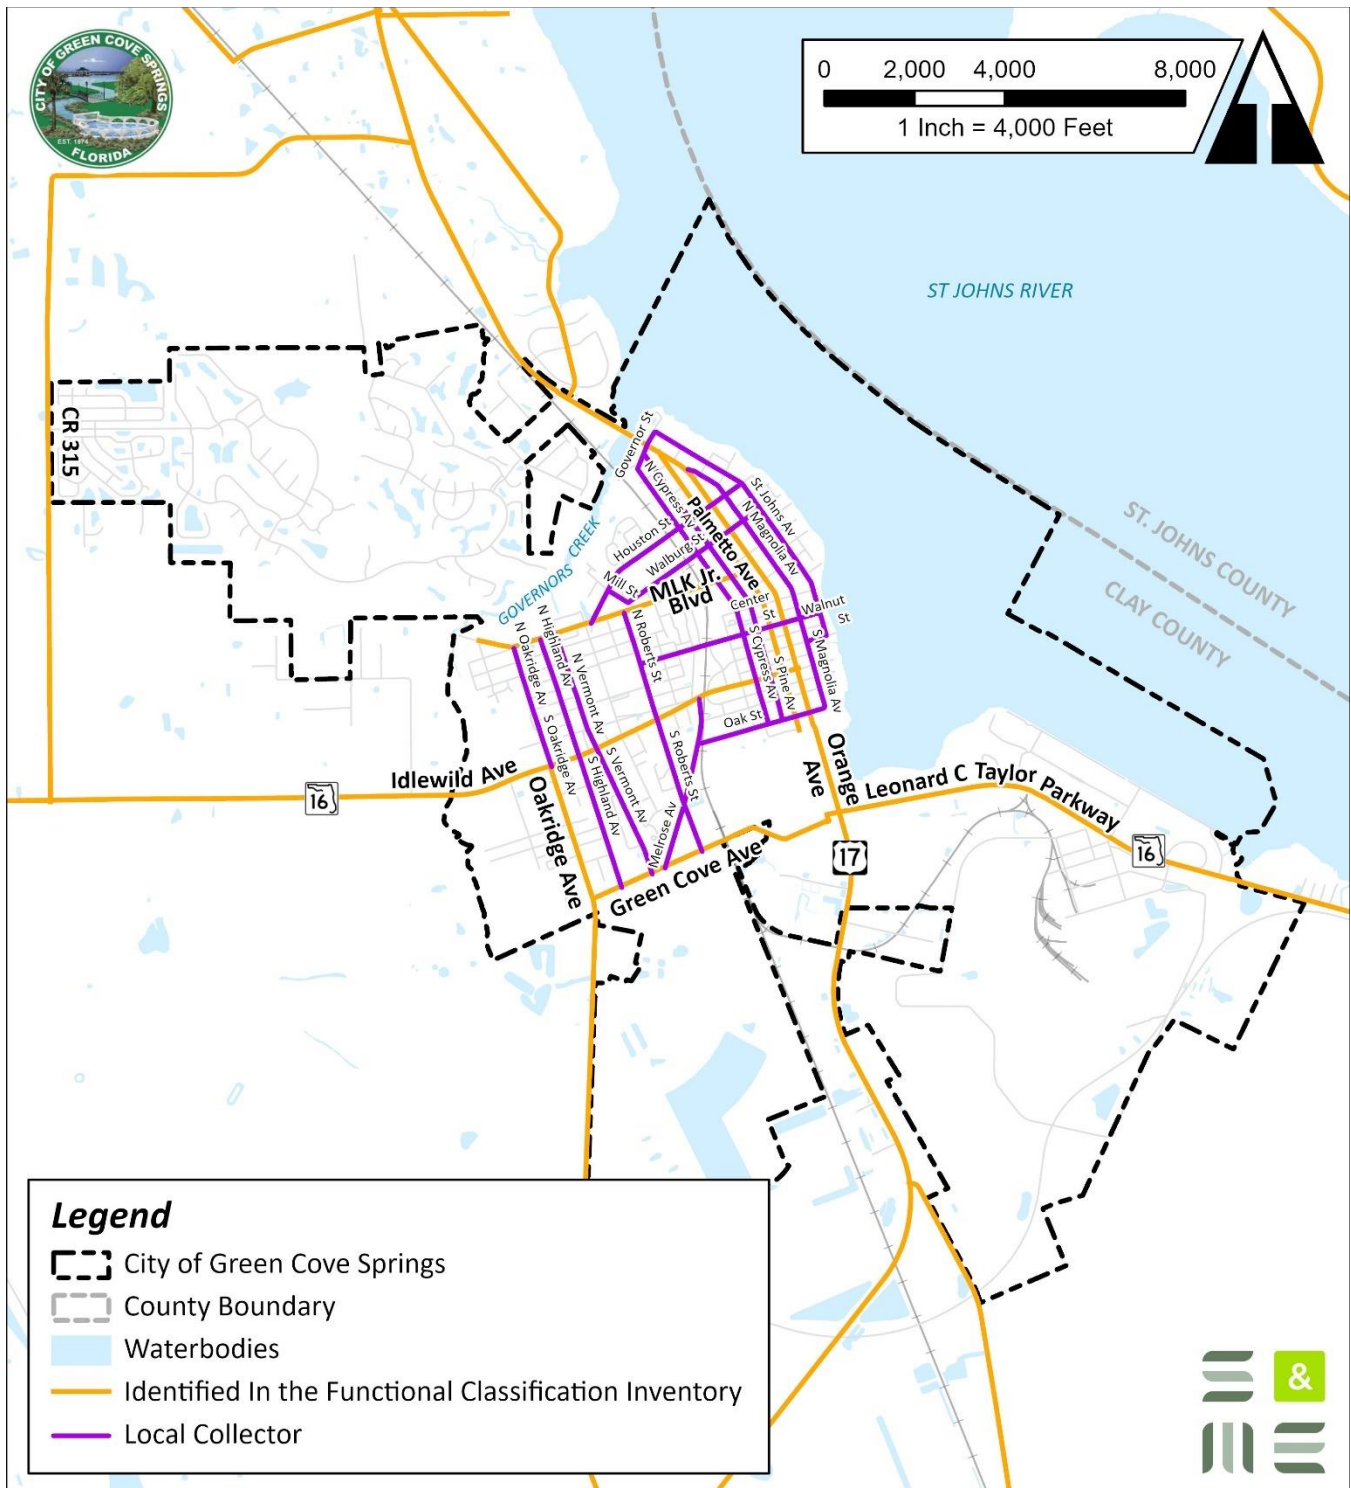 CITY OF GREEN COVE SPRINGS
EST. 1874
FLORIDA
0 2,000 4,000 8,000
1 Inch = 4,000 Feet
ST JOHNS RIVER
CR 315
Governor St
N Cypress Av
St Johns Av
Palmetto Ave
N Magnolia Av
ST. JOHNS COUNTY
CLAY COUNTY
GOVERNORS CREEK
Houston St
Walburg St
Mill St
MLK Jr.
Blvd
Center
St
Walnut
St
N Oakridge Av
N Highland Av
N Vermont Av
N Roberts St
S Cypress Av
S Pine Av
S Magnolia Av
Oak St
S Oakridge Av
S Highland Av
S Vermont Av
S Roberts St
Melrose Av
Idlewild Ave
16
Oakridge Ave
Green Cove Ave
Orange
Ave
Leonard C Taylor Parkway
16
17
Legend
City of Green Cove Springs
County Boundary
Waterbodies
Identified In the Functional Classification Inventory
Local Collector
S &
M E